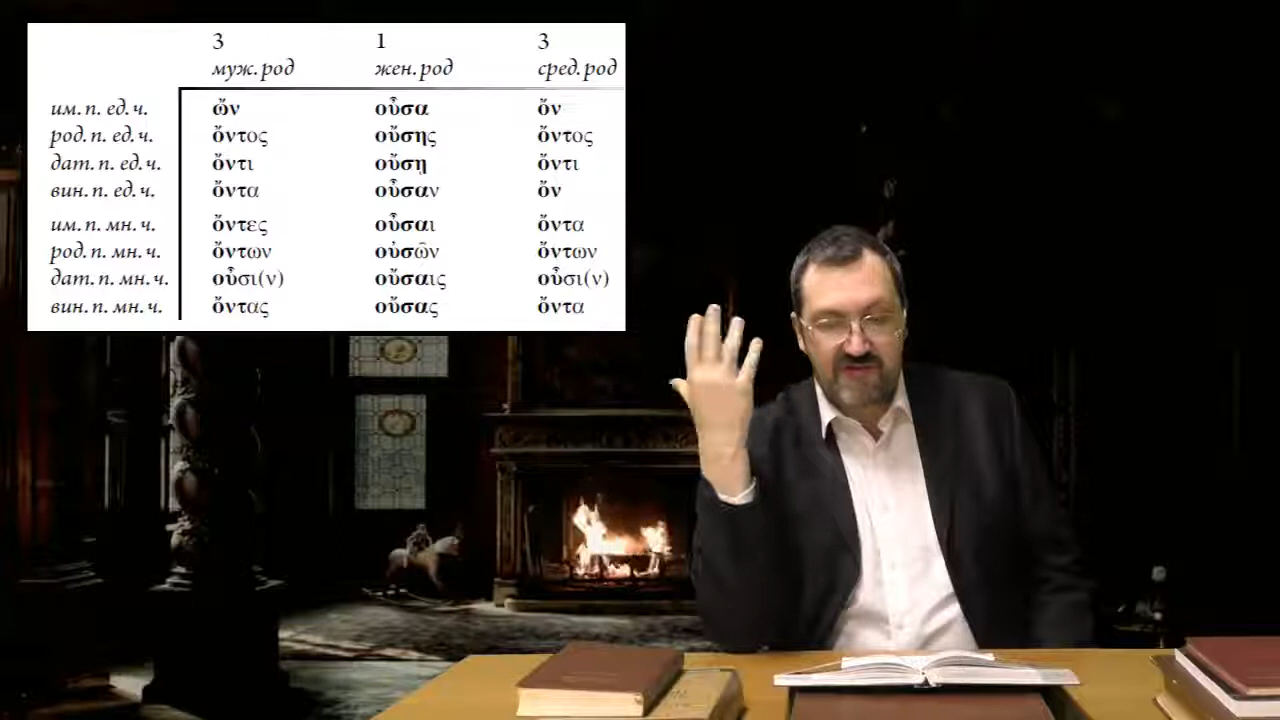 3 1 3
муж. род жен. род сред. род
им. п. ед. ч. ὤν οὖσα ὄν
род. п. ед. ч. ὄντος οὔσης ὄντος
дат. п. ед. ч. ὄντι οὔσῃ ὄντι
вин. п. ед. ч. ὄντα οὖσαν ὄν
им. п. мн. ч. ὄντες οὖσαι ὄντα
род. п. мн. ч. ὄντων οὐσῶν ὄντων
дат. п. мн. ч. οὖσι(ν) οὔσαις οὖσι(ν)
вин. п. мн. ч. ὄντας οὔσας ὄντα